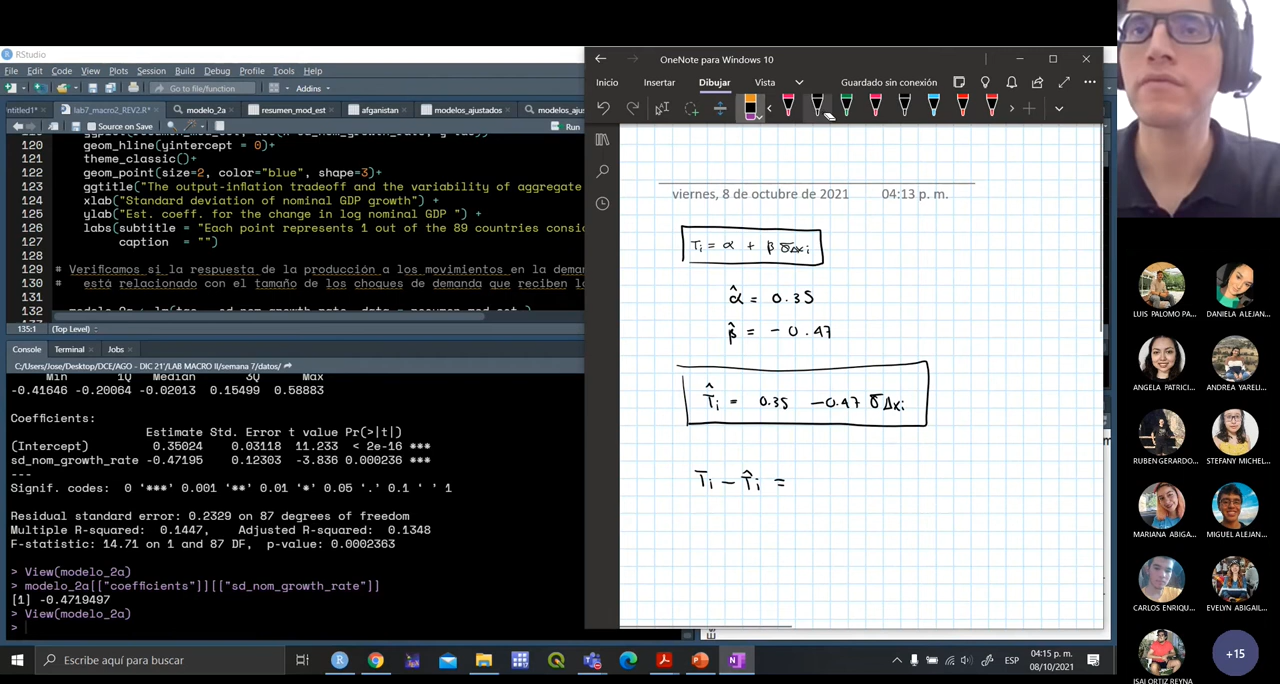 RStudio
File Edit Code View Plots Session Build Debug Profile Tools Help
Go to file/function Addins
ntitled1* lab7_macro2_REV2.R* modelo_2a resumen_mod_est afganistan modelos_ajustados modelos_aju
Source on Save Run
120 geom_hline(yintercept = 0)+
121 theme_classic()+
122 geom_point(size=2, color="blue", shape=3)+
123 ggtitle("The output-inflation tradeoff and the variability of aggregate
124 xlab("Standard deviation of nominal GDP growth") +
125 ylab("Est. coeff. for the change in log nominal GDP ") +
126 labs(subtitle = "Each point represents 1 out of the 89 countries consid
127 caption = "")
128
129 # Verificamos si la respuesta de la producción a los movimientos en la deman
130 # está relacionado con el tamaño de los choques de demanda que reciben lo
131
135:1 (Top Level)
Console Terminal Jobs
C:/Users/Jose/Desktop/DCE/AGO - DIC 21'/LAB MACRO II/semana 7/datos/
Min 1Q Median 3Q Max
-0.41646 -0.20064 -0.02013 0.15499 0.58883
Coefficients:
Estimate Std. Error t value Pr(>|t|)
(Intercept) 0.35024 0.03118 11.233 < 2e-16 ***
sd_nom_growth_rate -0.47195 0.12303 -3.836 0.000236 ***
---
Signif. codes: 0 '***' 0.001 '**' 0.01 '*' 0.05 '.' 0.1 ' ' 1
Residual standard error: 0.2329 on 87 degrees of freedom
Multiple R-squared: 0.1447, Adjusted R-squared: 0.1348
F-statistic: 14.71 on 1 and 87 DF, p-value: 0.0002363
> View(modelo_2a)
> modelo_2a[["coefficients"]][["sd_nom_growth_rate"]]
[1] -0.4719497
> View(modelo_2a)
>
OneNote para Windows 10
Inicio Insertar Dibujar Vista Guardado sin conexión
viernes, 8 de octubre de 2021 04:13 p. m.
Ti = α + β σΔxi
α̂ = 0.35
β̂ = - 0.47
T̂i = 0.35 -0.47 σΔxi
Ti - T̂i =
LUIS PALOMO PA... DANIELA ALEJAN...
ANGELA PATRICI... ANDREA YARELI...
RUBEN GERARDO... STEFANY MICHEL...
MARIANA ABIGA... MIGUEL ALEJAN...
CARLOS ENRIQU... EVELYN ABIGAIL...
ISAI ORTIZ REYNA +15
Escribe aquí para buscar
ESP 04:15 p. m.
08/10/2021